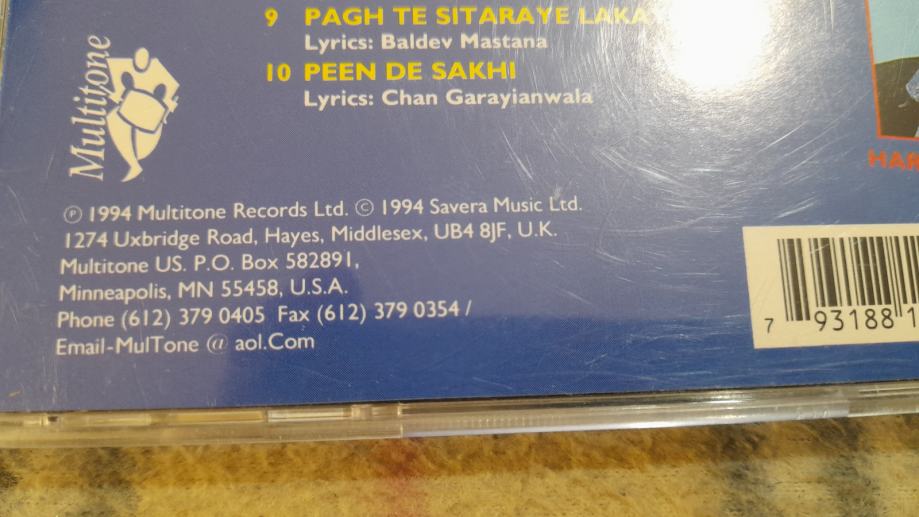 9 PAGH TE SITARAYE LAKA
Lyrics: Baldev Mastana
10 PEEN DE SAKHI
Lyrics: Chan Garayianwala
Multitone
℗ 1994 Multitone Records Ltd. © 1994 Savera Music Ltd.
1274 Uxbridge Road, Hayes, Middlesex, UB4 8JF, U.K.
Multitone US. P.O. Box 582891,
Minneapolis, MN 55458, U.S.A.
Phone (612) 379 0405 Fax (612) 379 0354 /
Email-MulTone @ aol.Com
7 93188 1